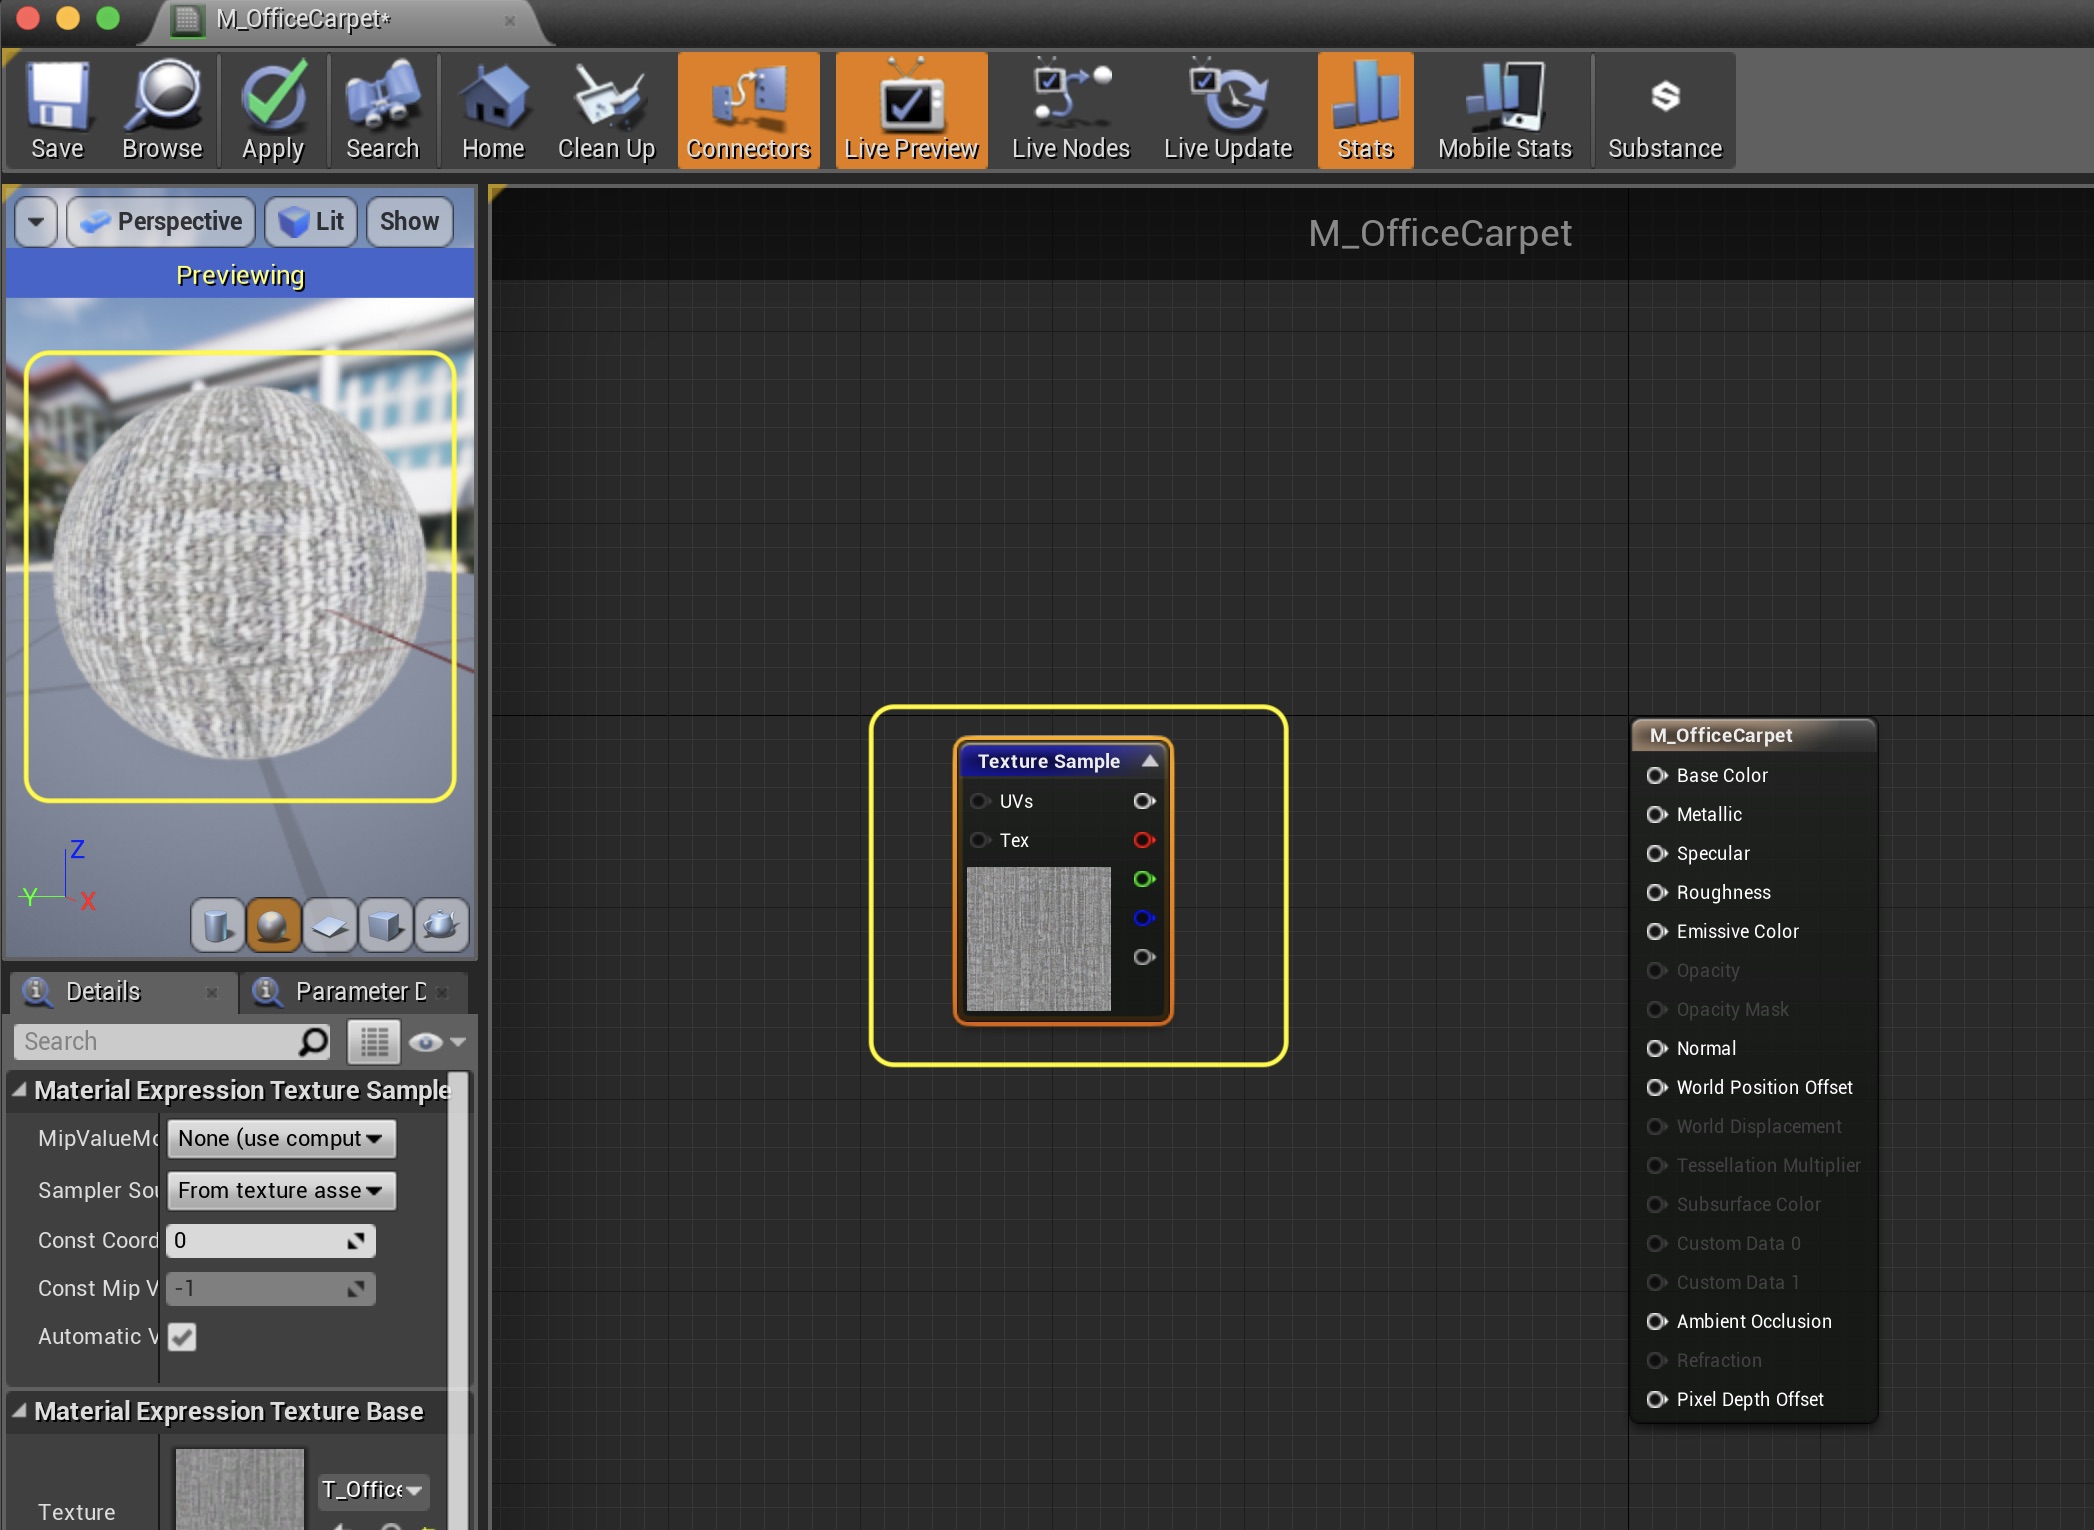 M_OfficeCarpet*
Save
Browse
Apply
Search
Home
Clean Up
Connectors
Live Preview
Live Nodes
Live Update
Stats
Mobile Stats
Substance
Perspective
Lit
Show
Previewing
M_OfficeCarpet
Z
Y
X
Texture Sample
UVs
Tex
M_OfficeCarpet
Base Color
Metallic
Specular
Roughness
Emissive Color
Opacity
Opacity Mask
Normal
World Position Offset
World Displacement
Tessellation Multiplier
Subsurface Color
Custom Data 0
Custom Data 1
Ambient Occlusion
Refraction
Pixel Depth Offset
Details
Parameter D
Search
Material Expression Texture Sample
MipValueMo
None (use comput
Sampler Sou
From texture asse
Const Coord
0
Const Mip V
-1
Automatic V
Material Expression Texture Base
Texture
T_Office